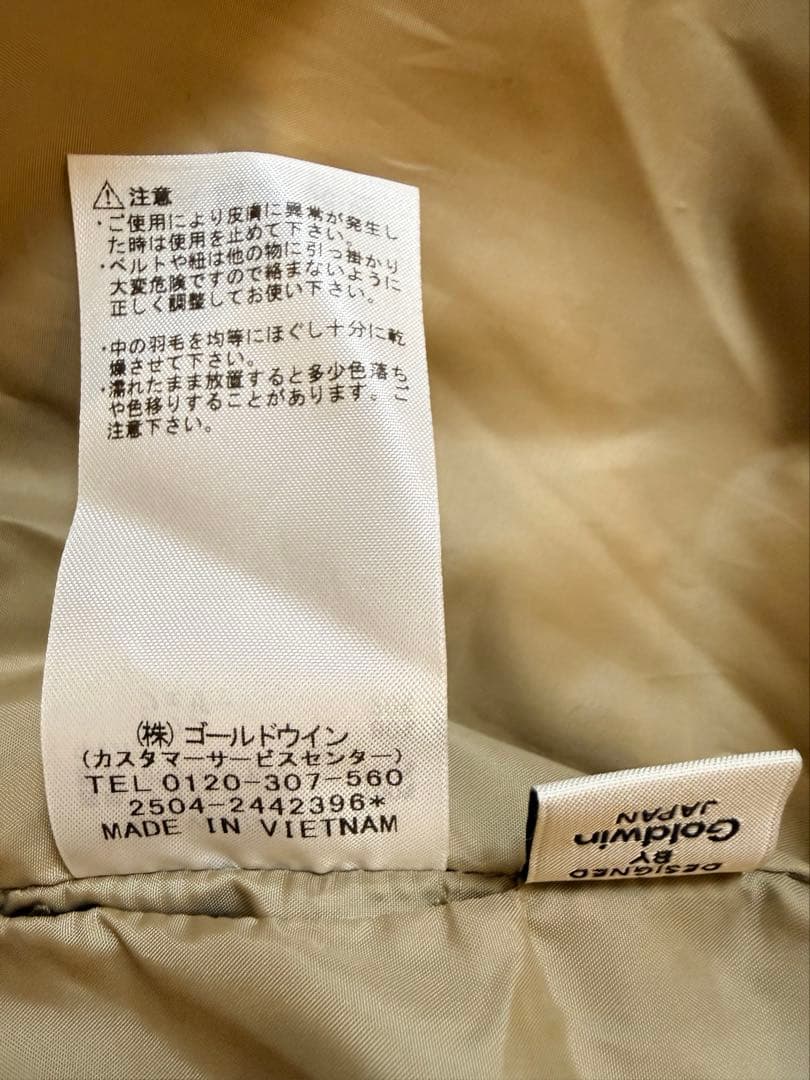 ⚠注意
・ご使用により皮膚に異常が発生し
た時は使用を止めて下さい。
・ベルトや紐は他の物に引っ掛かり
大変危険ですので絡まないように
正しく調整してお使い下さい。
・中の羽毛を均等にほぐし十分に乾
燥させて下さい。
・濡れたまま放置すると多少色落ち
や色移りすることがあります。ご
注意下さい。
(株)ゴールドウイン
(カスタマーサービスセンター)
TEL 0120-307-560
2504-2442396*
MADE IN VIETNAM
DESIGNED
BY
Goldwin
JAPAN